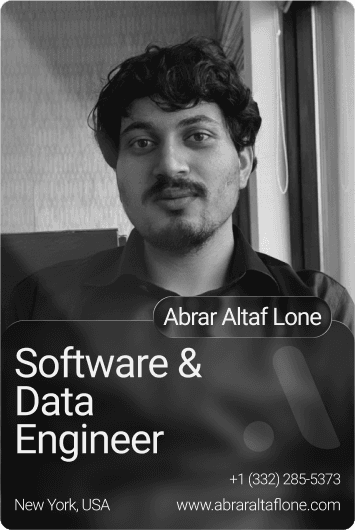 Abrar Altaf Lone
Software &
Data
Engineer
+1 (332) 285-5373
New York, USA
www.abraraltaflone.com